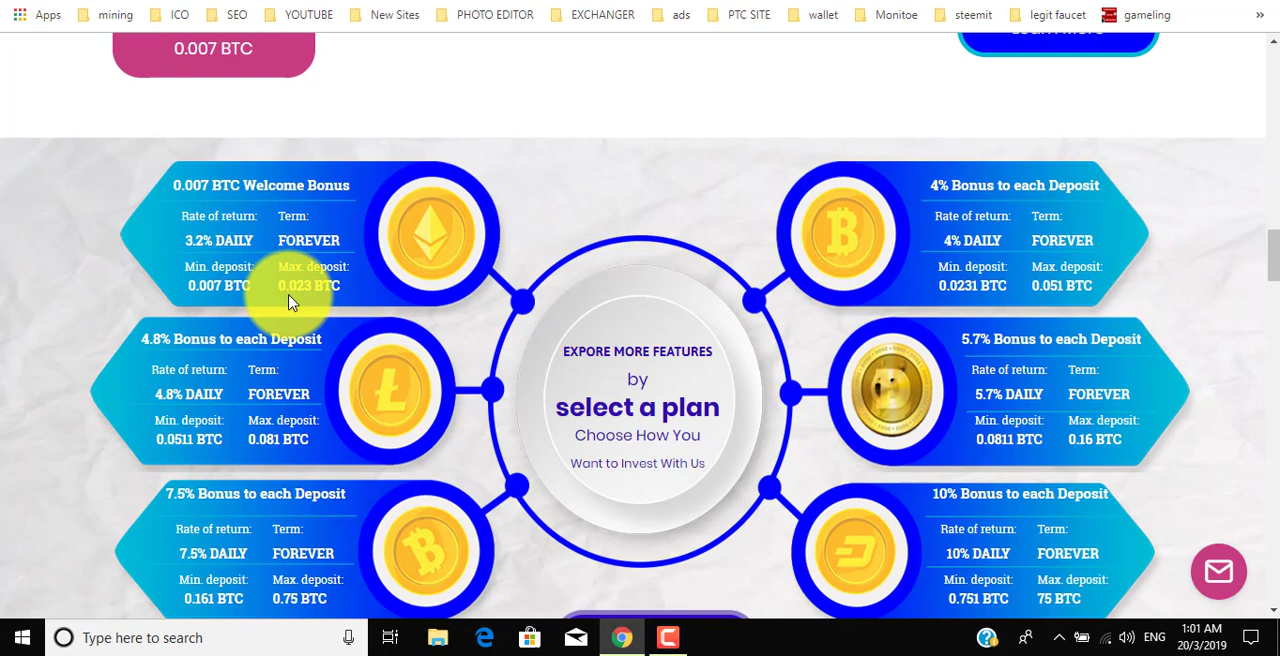 Apps mining ICO SEO YOUTUBE New Sites PHOTO EDITOR EXCHANGER ads PTC SITE wallet Monitoe steemit legit faucet gameling »
0.007 BTC
Learn More
0.007 BTC Welcome Bonus
Rate of return: Term:
3.2% DAILY FOREVER
Min. deposit: Max. deposit:
0.007 BTC 0.023 BTC
4% Bonus to each Deposit
Rate of return: Term:
4% DAILY FOREVER
Min. deposit: Max. deposit:
0.0231 BTC 0.051 BTC
4.8% Bonus to each Deposit
Rate of return: Term:
4.8% DAILY FOREVER
Min. deposit: Max. deposit:
0.0511 BTC 0.081 BTC
EXPORE MORE FEATURES
by
select a plan
Choose How You
Want to Invest With Us
5.7% Bonus to each Deposit
Rate of return: Term:
5.7% DAILY FOREVER
Min. deposit: Max. deposit:
0.0811 BTC 0.16 BTC
7.5% Bonus to each Deposit
Rate of return: Term:
7.5% DAILY FOREVER
Min. deposit: Max. deposit:
0.161 BTC 0.75 BTC
10% Bonus to each Deposit
Rate of return: Term:
10% DAILY FOREVER
Min. deposit: Max. deposit:
0.751 BTC 75 BTC
Type here to search
ENG
1:01 AM
20/3/2019